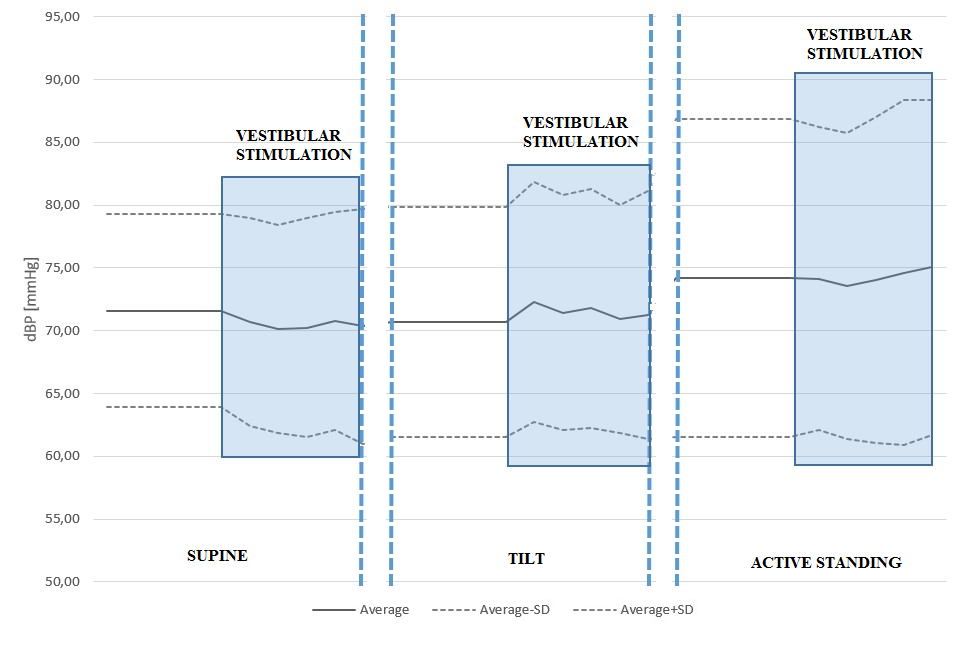 95,00
90,00
85,00
80,00
75,00
70,00
65,00
60,00
55,00
50,00
dBP [mmHg]
VESTIBULAR
STIMULATION
VESTIBULAR
STIMULATION
VESTIBULAR
STIMULATION
SUPINE
TILT
ACTIVE STANDING
Average
Average-SD
Average+SD